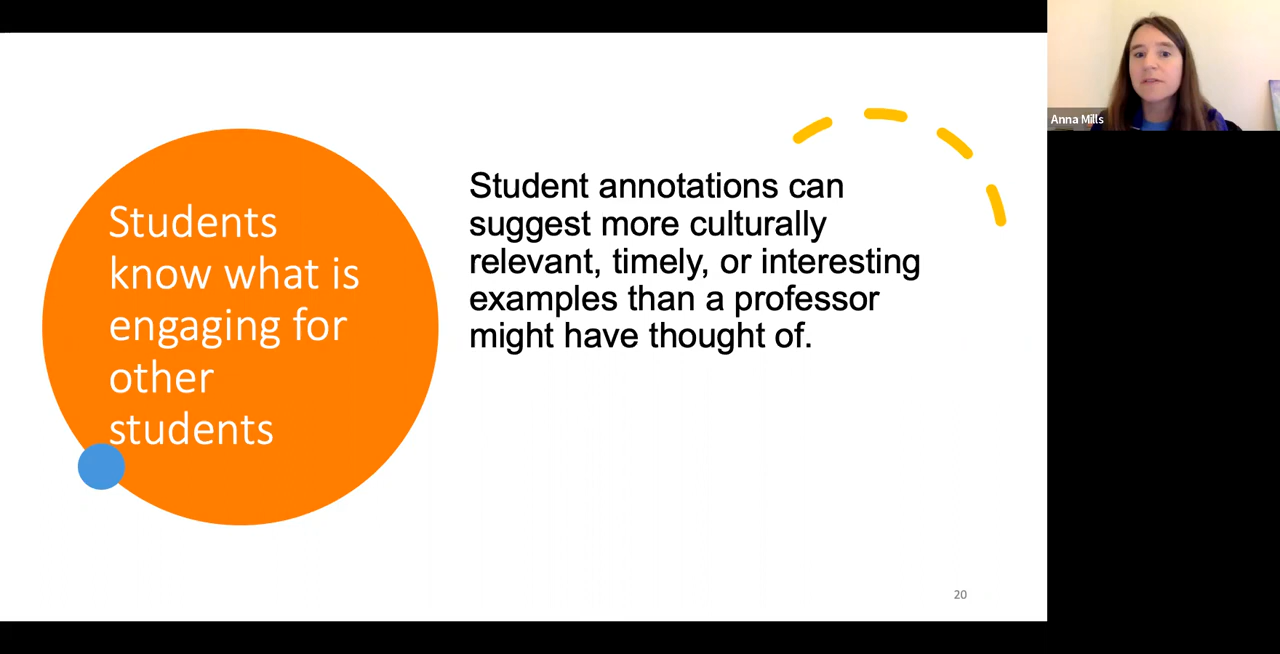 Students
know what is
engaging for
other
students
Student annotations can
suggest more culturally
relevant, timely, or interesting
examples than a professor
might have thought of.
20
Anna Mills